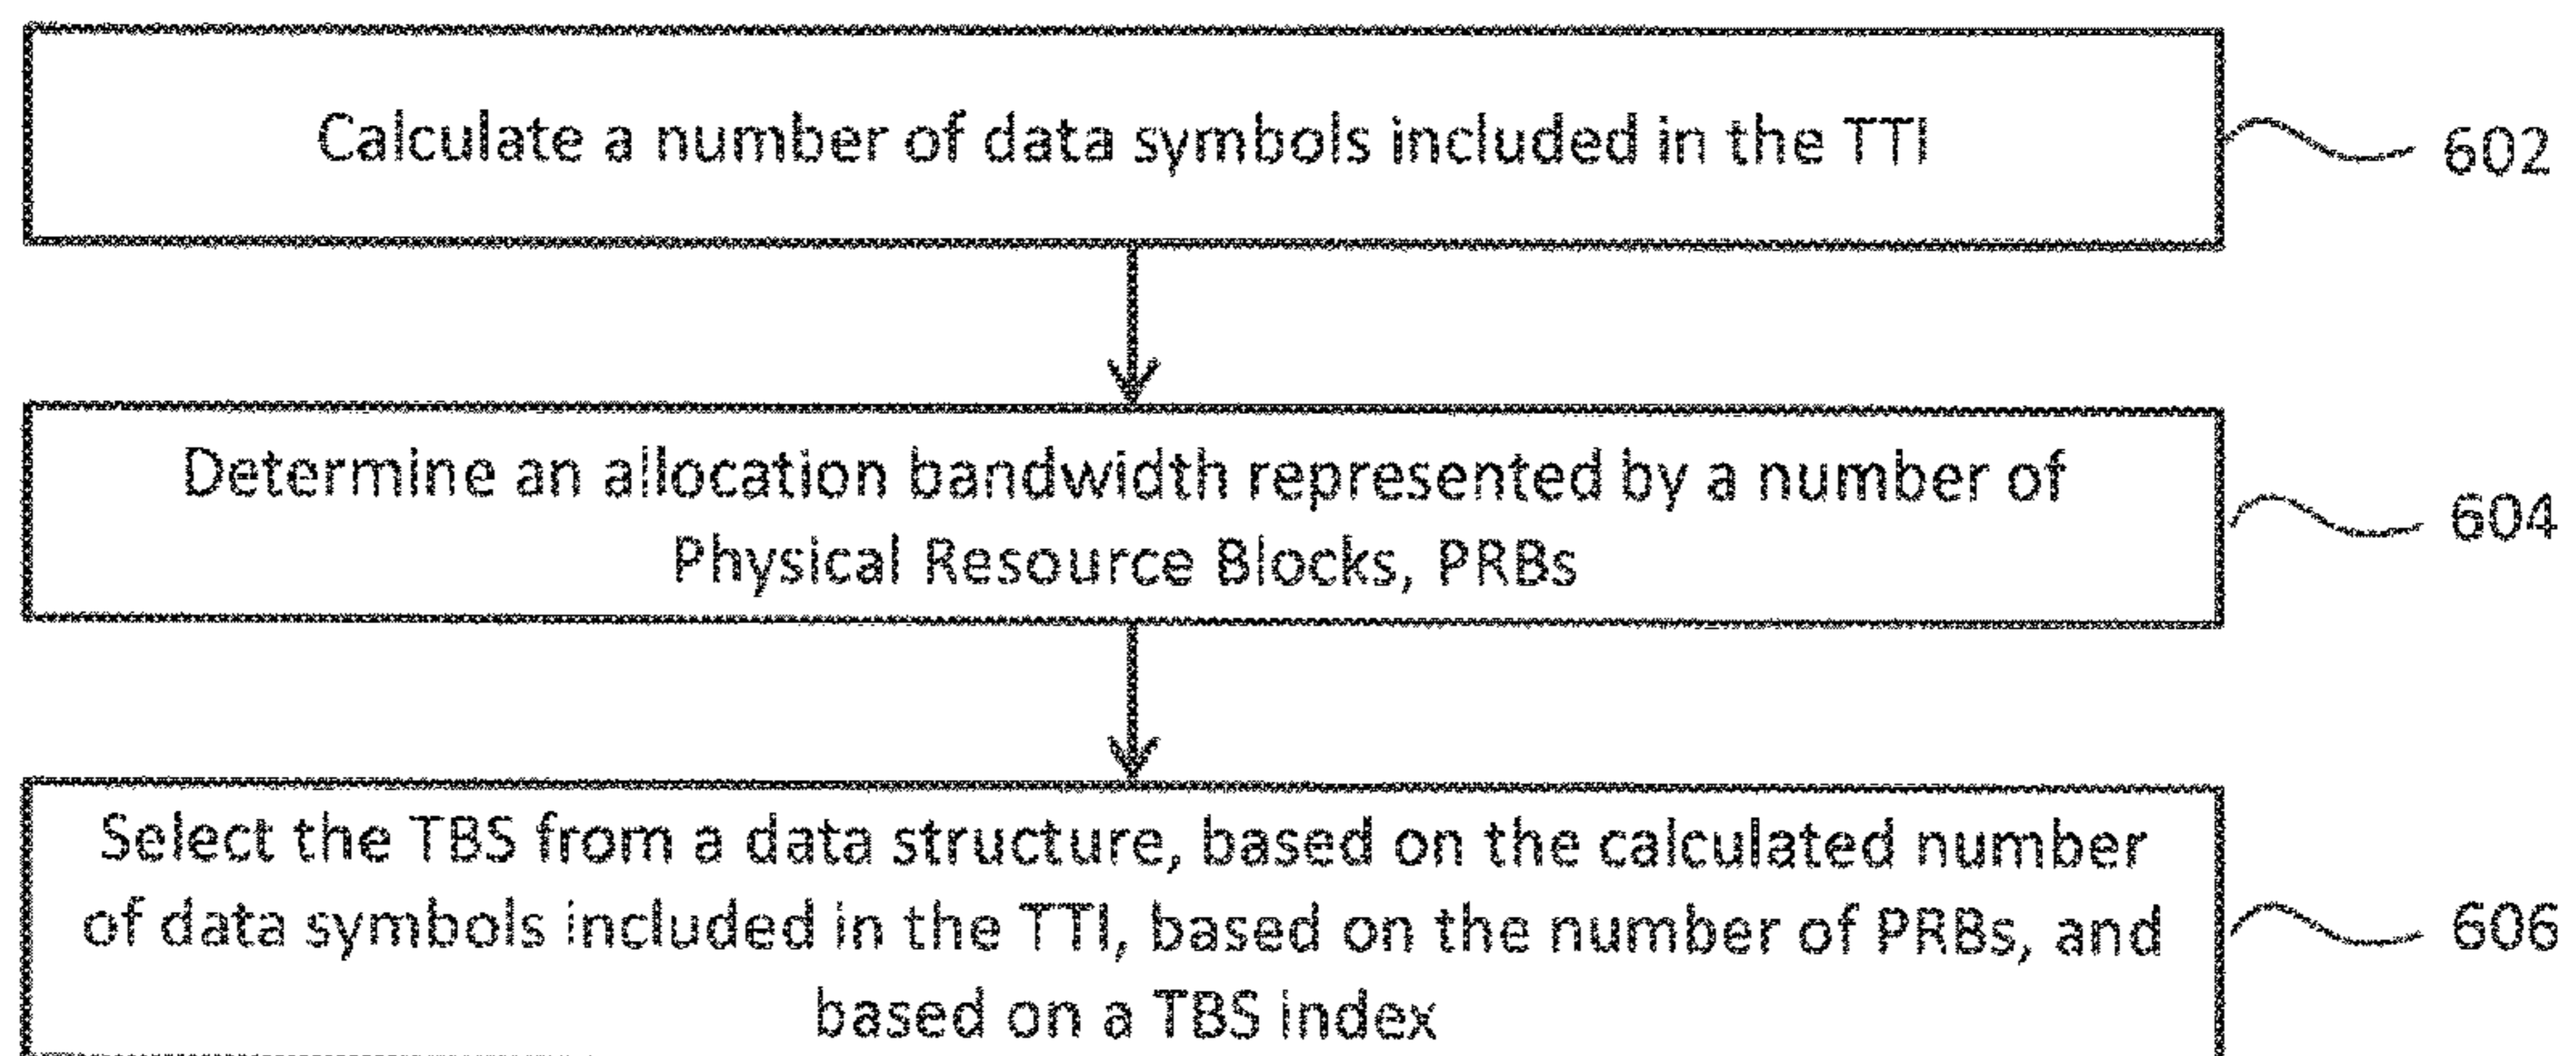 Calculate a number of data symbols included in the TTI
602
Determine an allocation bandwidth represented by a number of
Physical Resource Blocks, PRBs
604
Select the TBS from a data structure, based on the calculated number
of data symbols included in the TTI, based on the number of PRBs, and
based on a TBS index
606